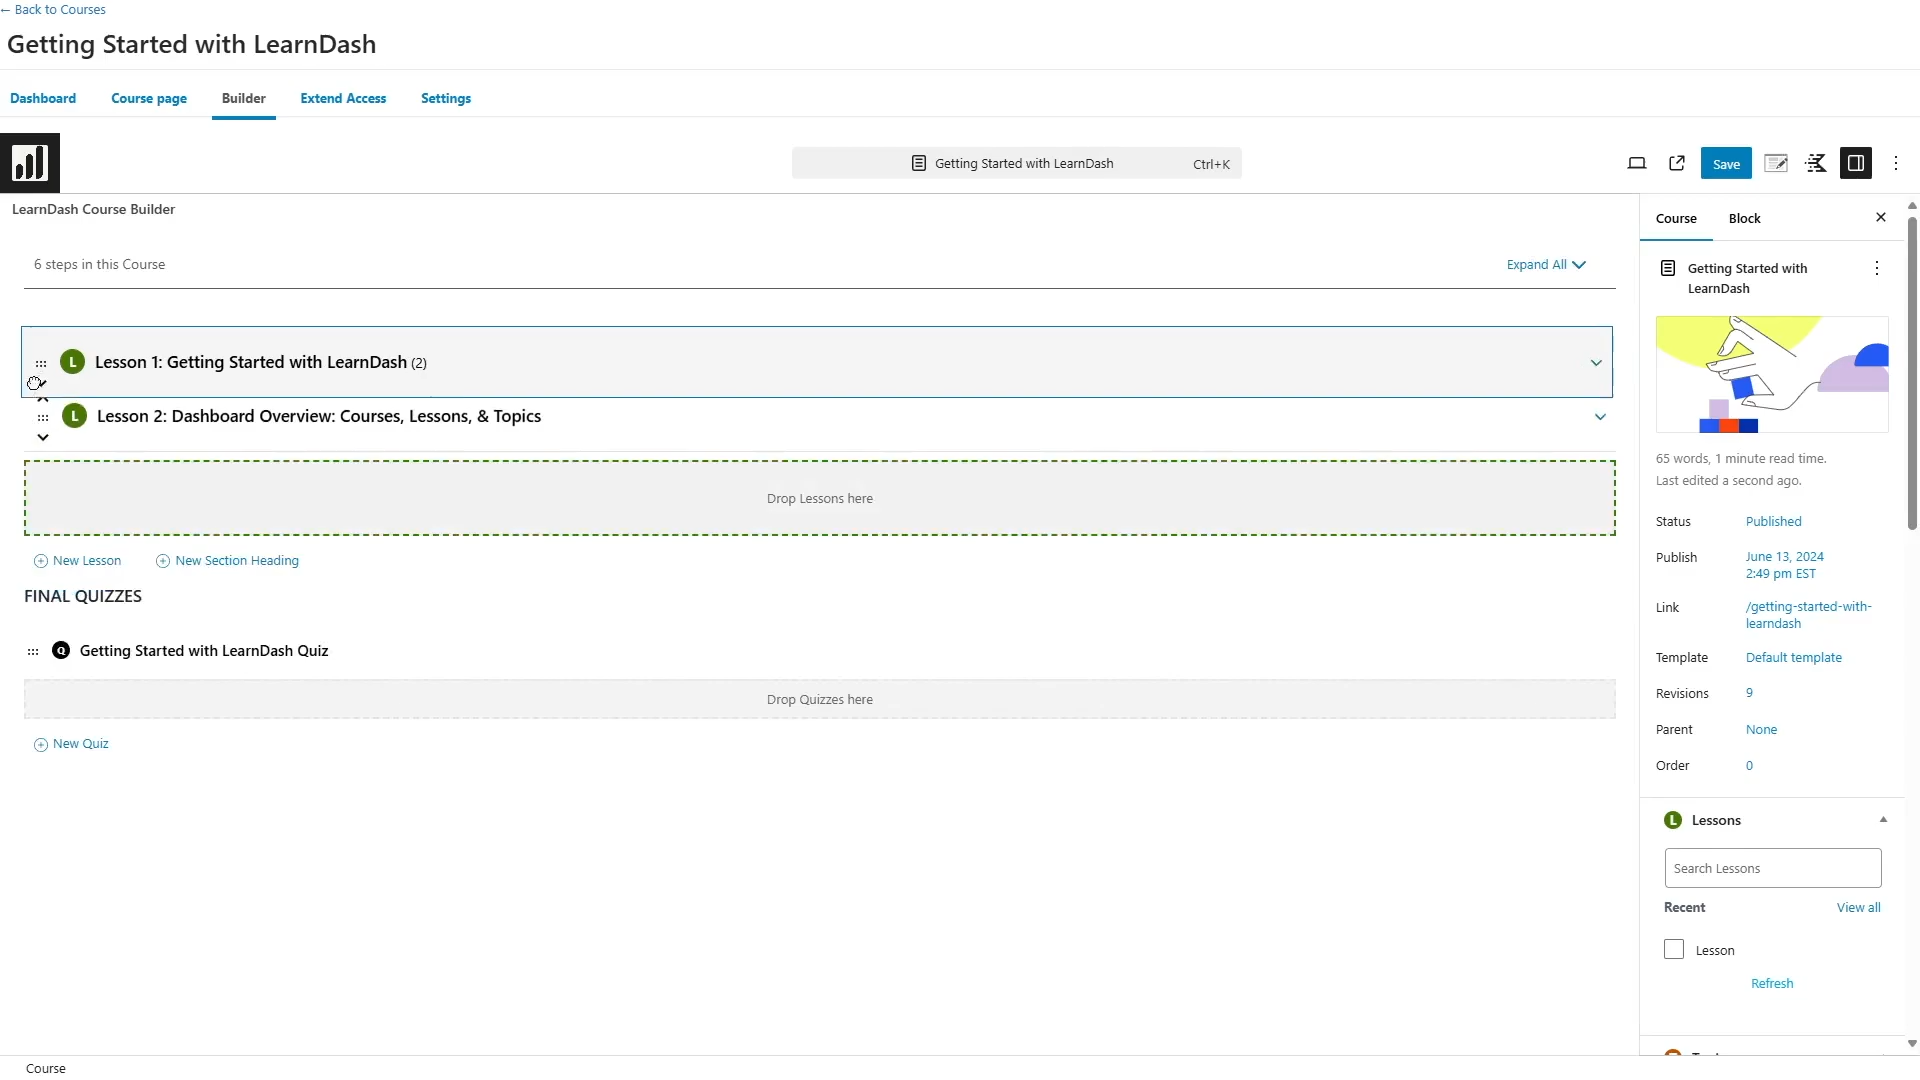 ← Back to Courses
Getting Started with LearnDash
Dashboard Course page Builder Extend Access Settings
Getting Started with LearnDash Ctrl+K
Save
LearnDash Course Builder
6 steps in this Course
Expand All
L Lesson 1: Getting Started with LearnDash (2)
L Lesson 2: Dashboard Overview: Courses, Lessons, & Topics
Drop Lessons here
New Lesson New Section Heading
FINAL QUIZZES
Q Getting Started with LearnDash Quiz
Drop Quizzes here
New Quiz
Course Block
Getting Started with
LearnDash
65 words, 1 minute read time.
Last edited a second ago.
Status Published
Publish June 13, 2024
2:49 pm EST
Link /getting-started-with-
learndash
Template Default template
Revisions 9
Parent None
Order 0
L Lessons
Search Lessons
Recent View all
Lesson
Refresh
Course